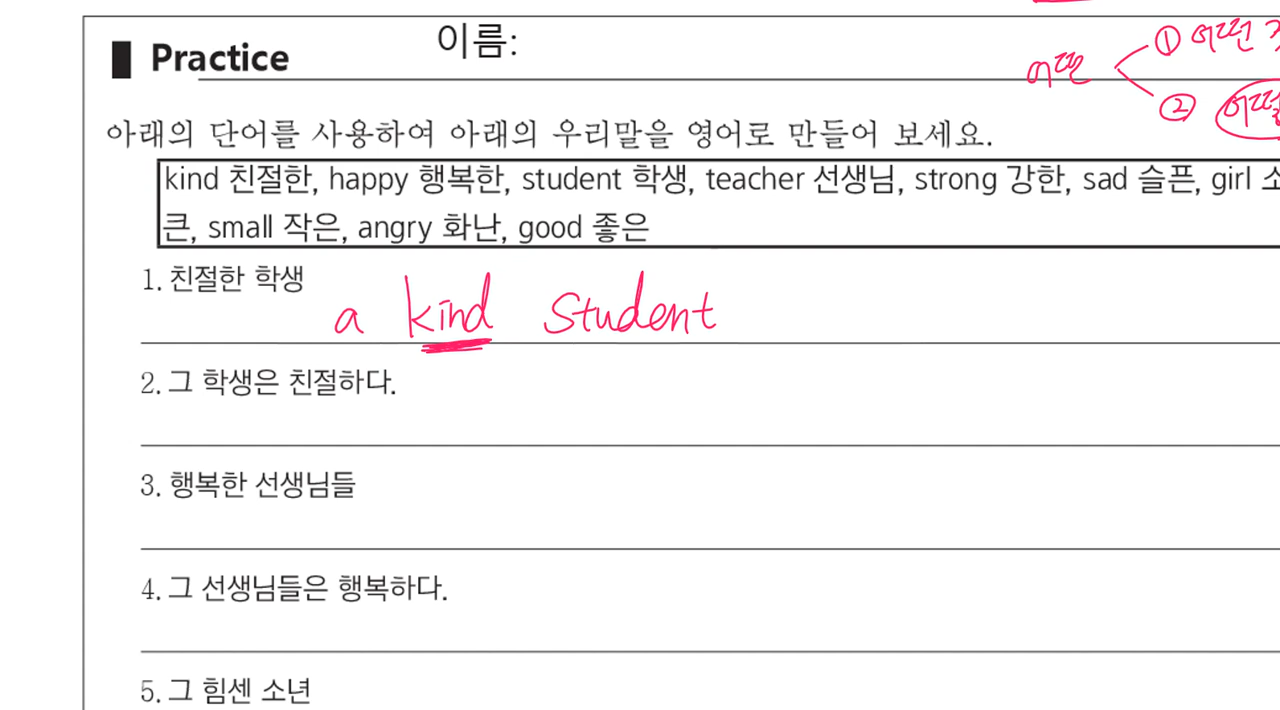 이름:
Practice
어떤 ① 어떤
② 어떨
아래의 단어를 사용하여 아래의 우리말을 영어로 만들어 보세요.
kind 친절한, happy 행복한, student 학생, teacher 선생님, strong 강한, sad 슬픈, girl 소
큰, small 작은, angry 화난, good 좋은
1. 친절한 학생
a kind student
2. 그 학생은 친절하다.
3. 행복한 선생님들
4. 그 선생님들은 행복하다.
5. 그 힘센 소년